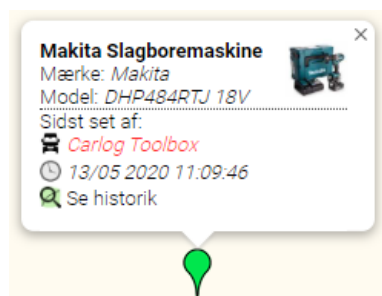 Makita Slagboremaskine
Mærke: Makita
Model: DHP484RTJ 18V
Sidst set af:
Carlog Toolbox
13/05 2020 11:09:46
Se historik